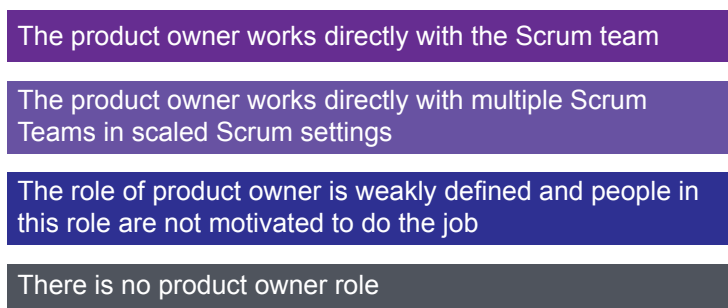 The product owner works directly with the Scrum team
The product owner works directly with multiple Scrum
Teams in scaled Scrum settings
The role of product owner is weakly defined and people in
this role are not motivated to do the job
There is no product owner role